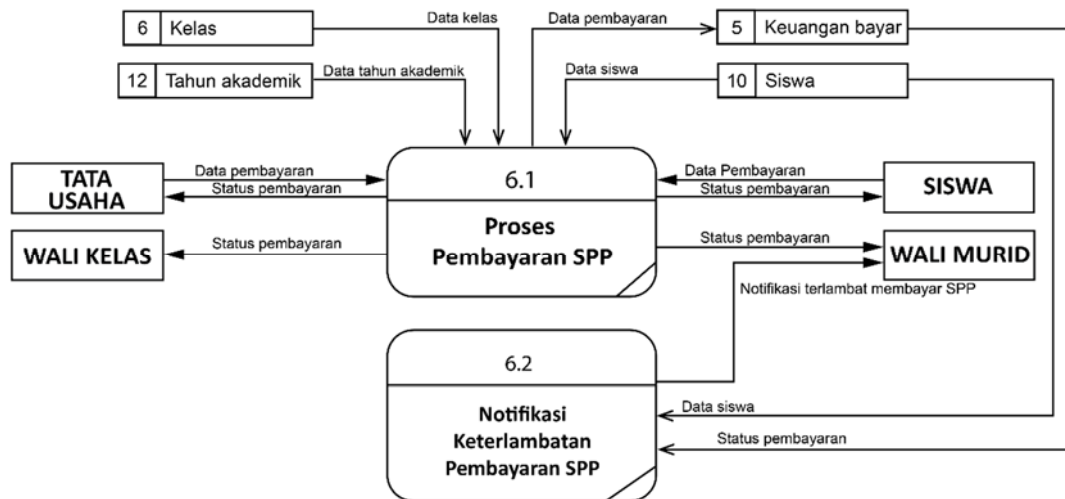 6 Kelas
Data kelas
Data pembayaran
5 Keuangan bayar
12 Tahun akademik
Data tahun akademik
Data siswa
10 Siswa
TATA
USAHA
Data pembayaran
Status pembayaran
6.1
Proses
Pembayaran SPP
Data Pembayaran
Status pembayaran
SISWA
WALI KELAS
Status pembayaran
Status pembayaran
WALI MURID
Notifikasi terlambat membayar SPP
6.2
Notifikasi
Keterlambatan
Pembayaran SPP
Data siswa
Status pembayaran